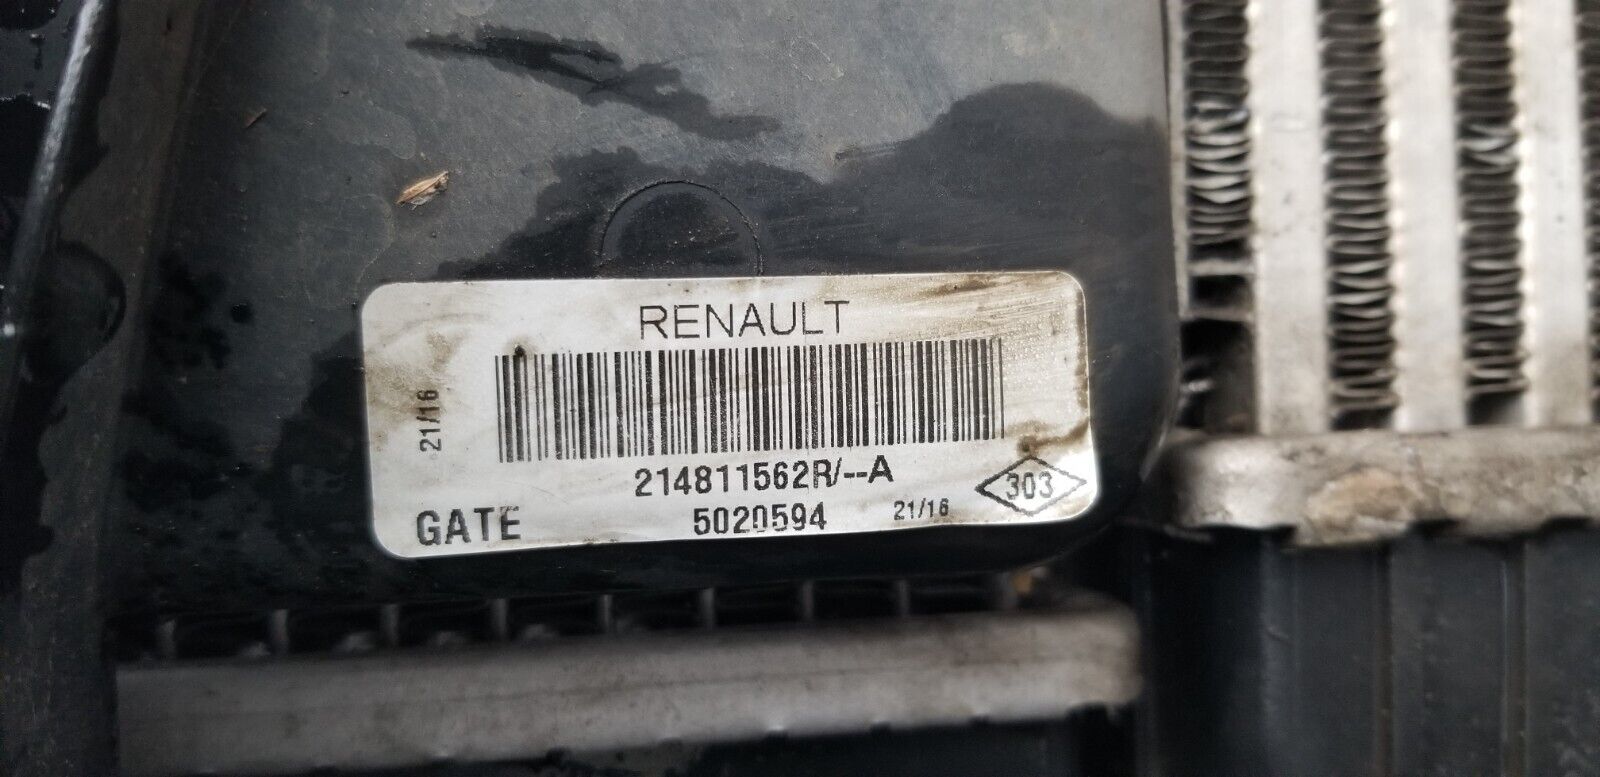 RENAULT
21/16
214811562R/--A
303
GATE 5020594 21/16